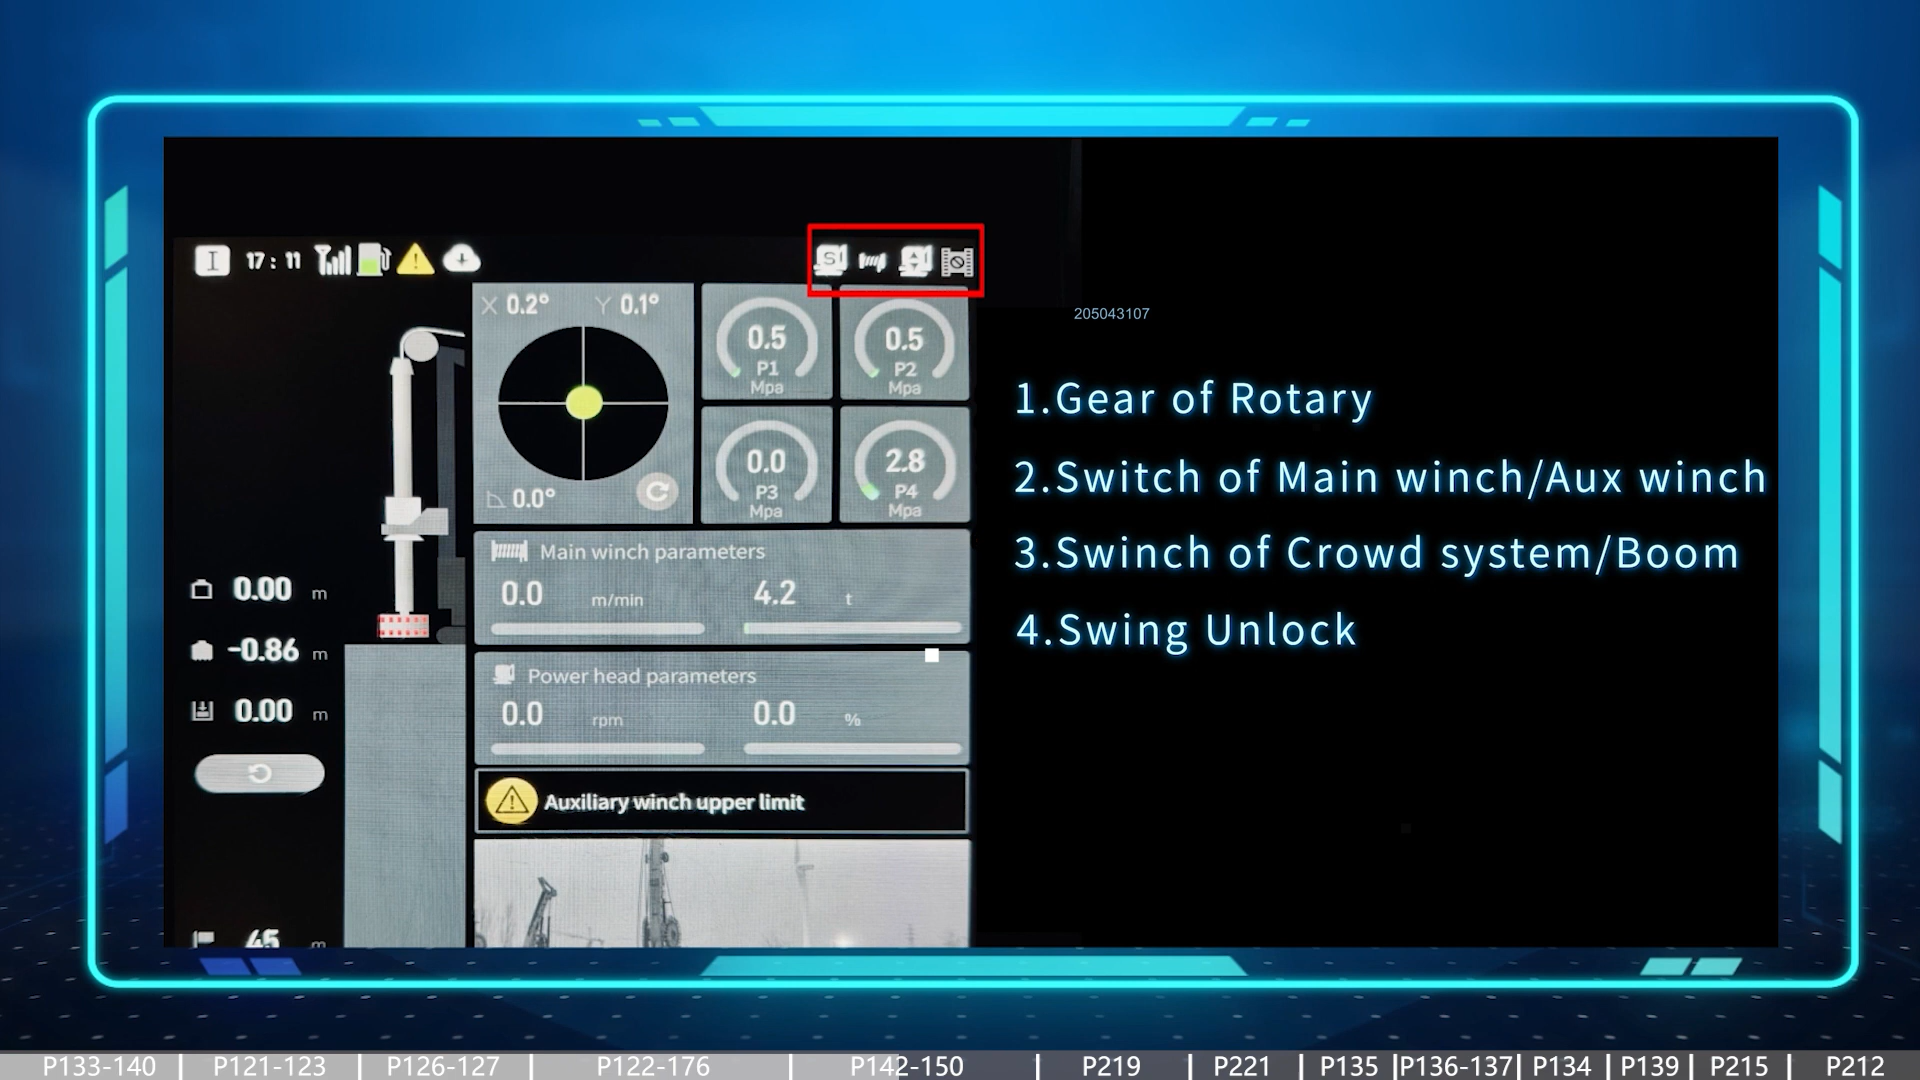 I 17:11
S
X 0.2° Y 0.1°
0.0°
0.5
P1
Mpa
0.5
P2
Mpa
0.0
P3
Mpa
2.8
P4
Mpa
Main winch parameters
0.0 m/min 4.2 t
Power head parameters
0.0 rpm 0.0 %
Auxiliary winch upper limit
0.00 m
-0.86 m
0.00 m
45 m
205043107
1.Gear of Rotary
2.Switch of Main winch/Aux winch
3.Swinch of Crowd system/Boom
4.Swing Unlock
P133-140 P121-123 P126-127 P122-176 P142-150 P219 P221 P135 P136-137 P134 P139 P215 P212